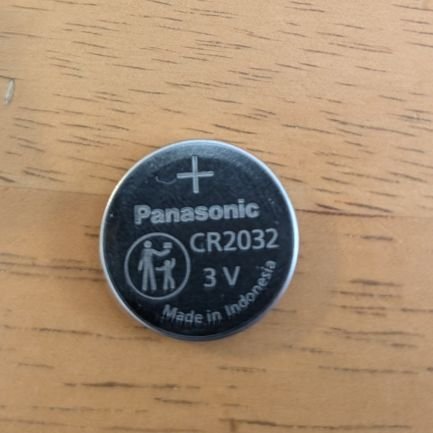 +
Panasonic
CR2032
3 V
Made in Indonesia